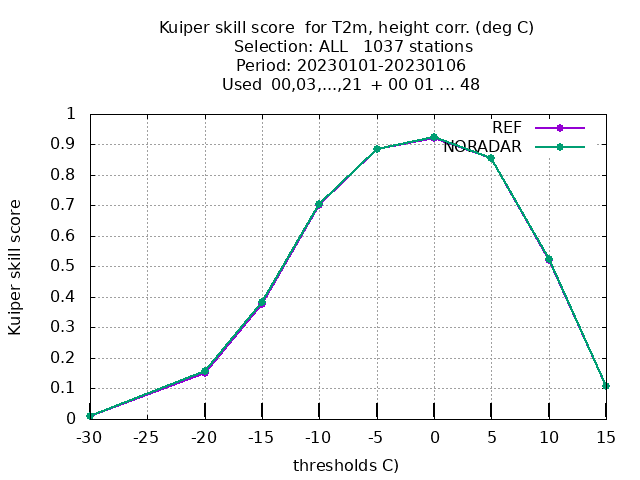 Kuiper skill score  for T2m, height corr. (deg C)
Selection: ALL   1037 stations
Period: 20230101-20230106
Used  00,03,...,21  + 00 01 ... 48
REF
NORADAR
Kuiper skill score
1
0.9
0.8
0.7
0.6
0.5
0.4
0.3
0.2
0.1
0
-30 -25 -20 -15 -10 -5 0 5 10 15
thresholds C)